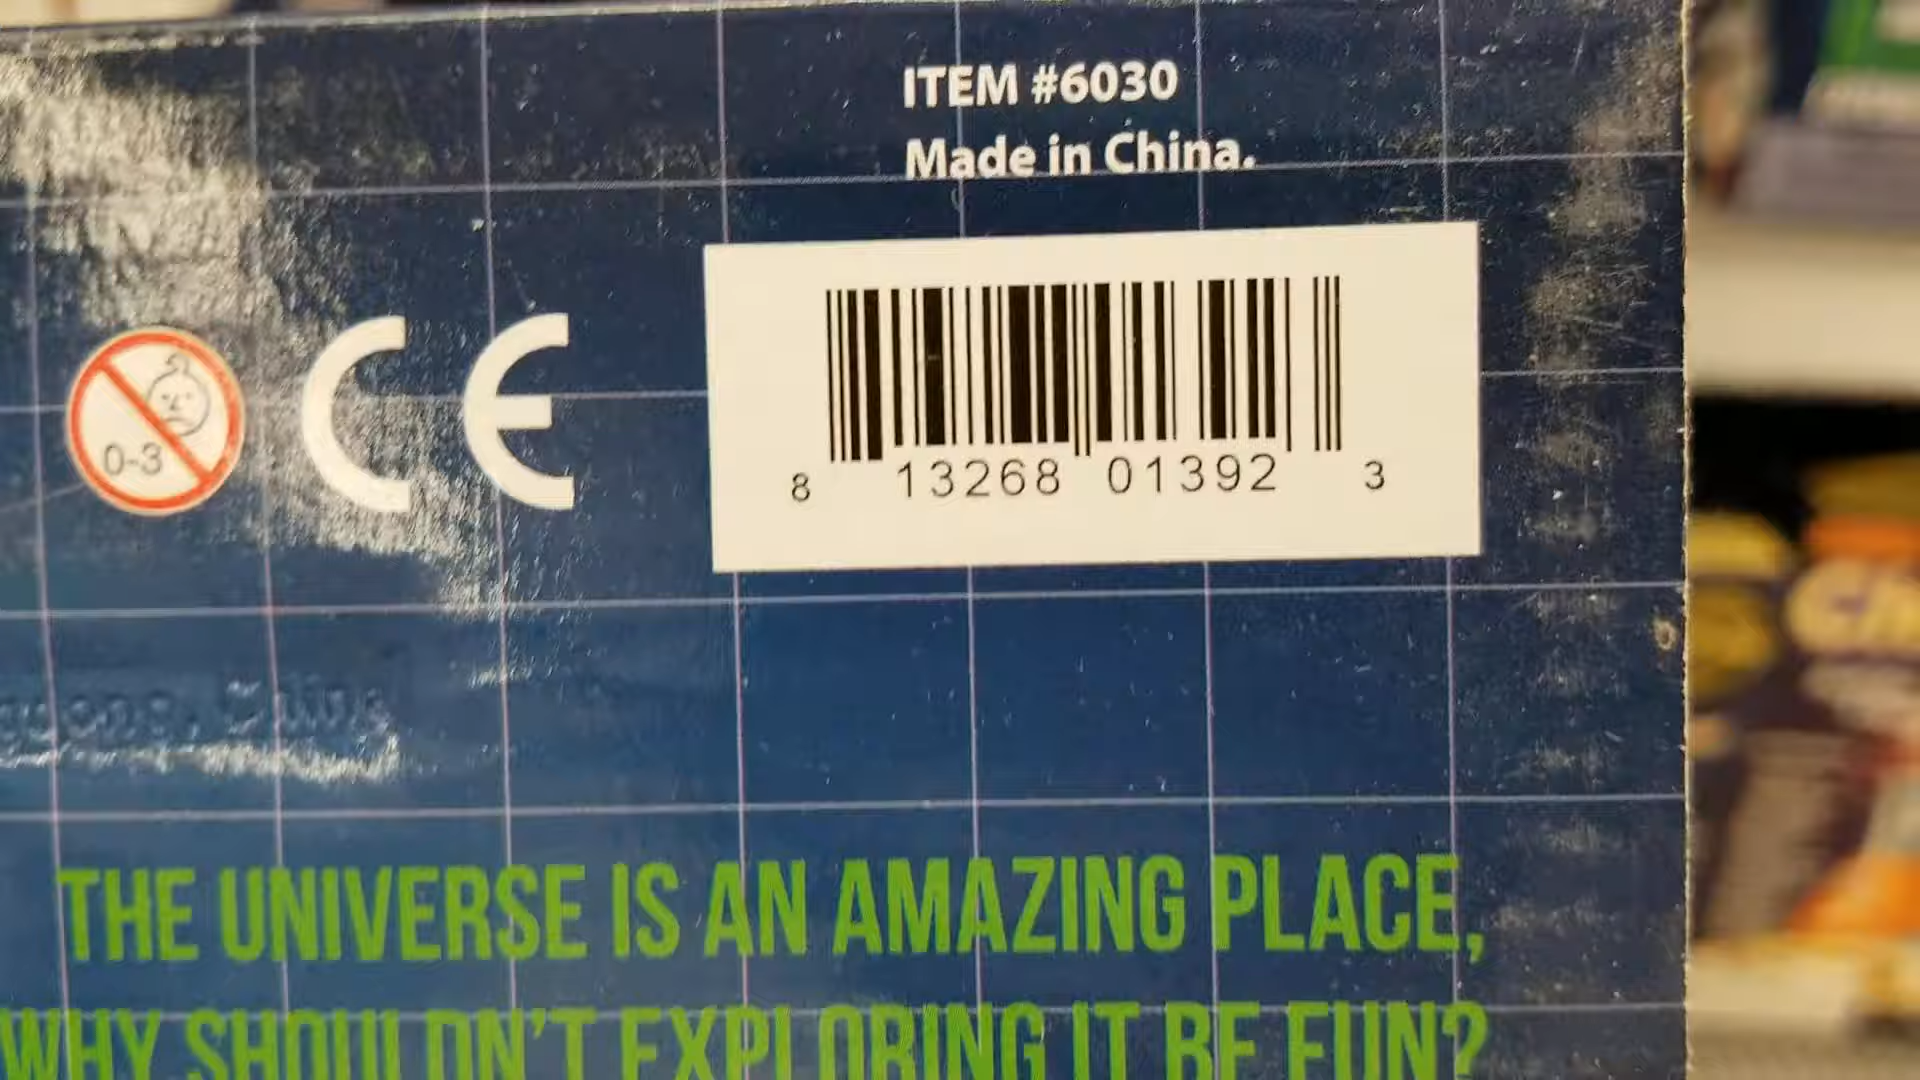 ITEM #6030
Made in China.
0-3
CE
8 13268 01392 3
THE UNIVERSE IS AN AMAZING PLACE,
WHY SHOULDN'T EXPLORING IT BE FUN?